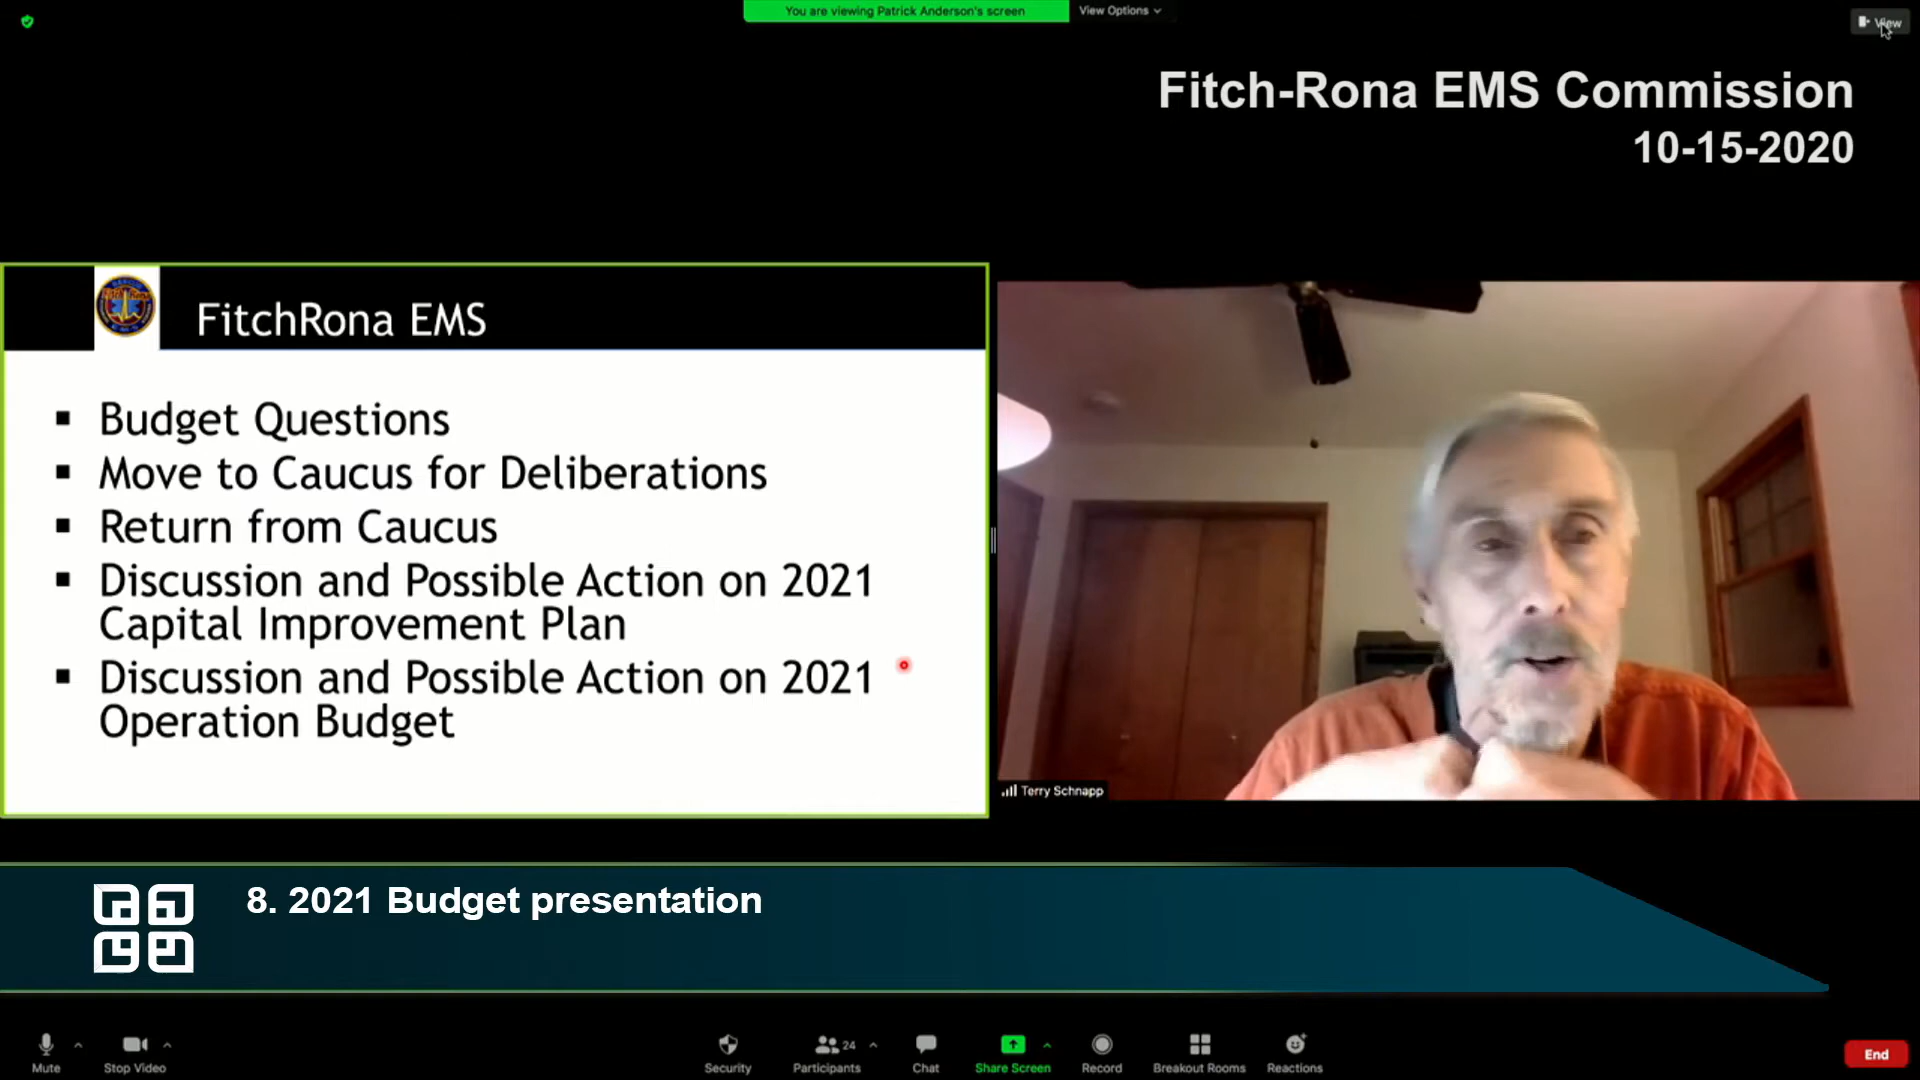 You are viewing Patrick Anderson's screen
View Options
View
Fitch-Rona EMS Commission
10-15-2020
FitchRona EMS
▪ Budget Questions
▪ Move to Caucus for Deliberations
▪ Return from Caucus
▪ Discussion and Possible Action on 2021
Capital Improvement Plan
▪ Discussion and Possible Action on 2021
Operation Budget
Terry Schnapp
8. 2021 Budget presentation
Mute
Stop Video
Security
24
Participants
Chat
Share Screen
Record
Breakout Rooms
Reactions
End